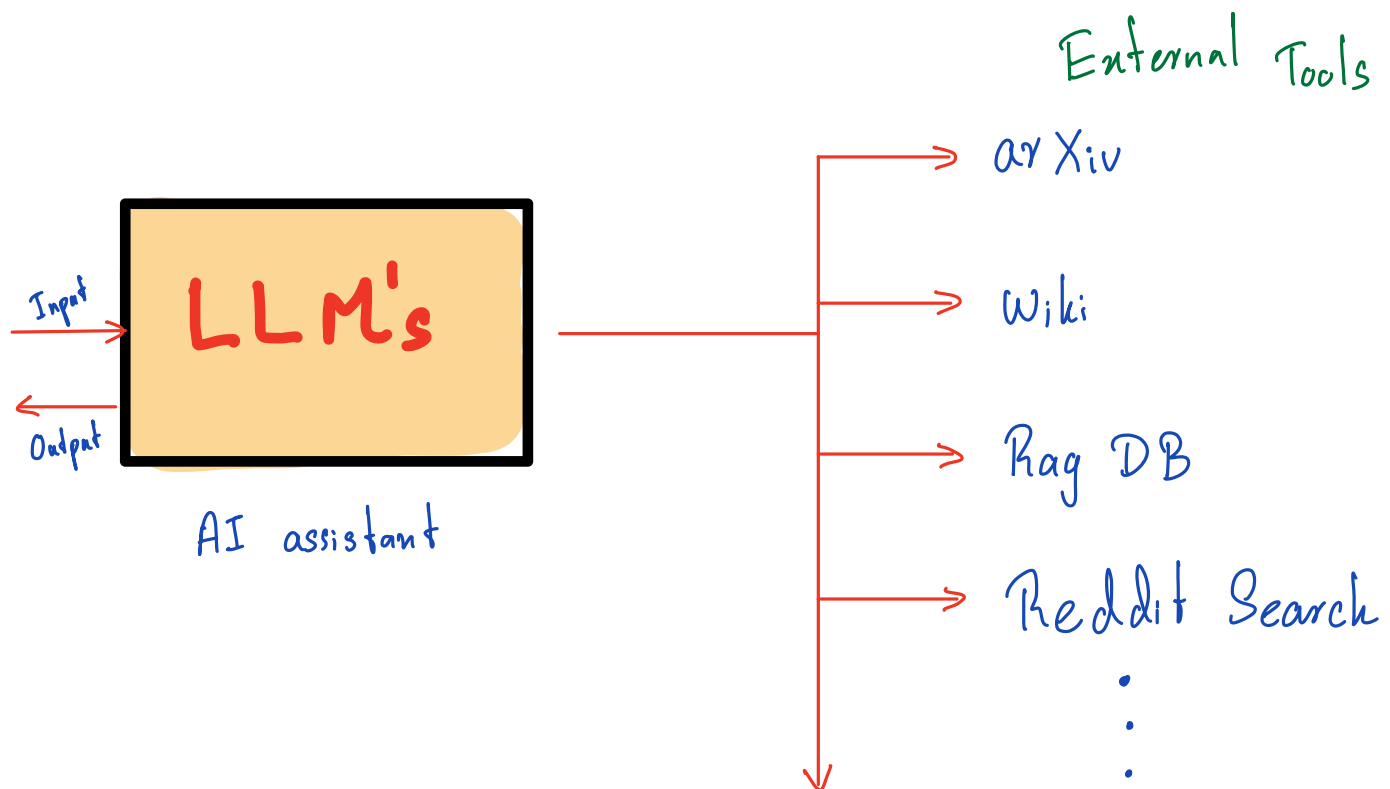 External Tools
arXiv
Input
LLM's
Wiki
Output
Rag DB
AI assistant
Reddit Search